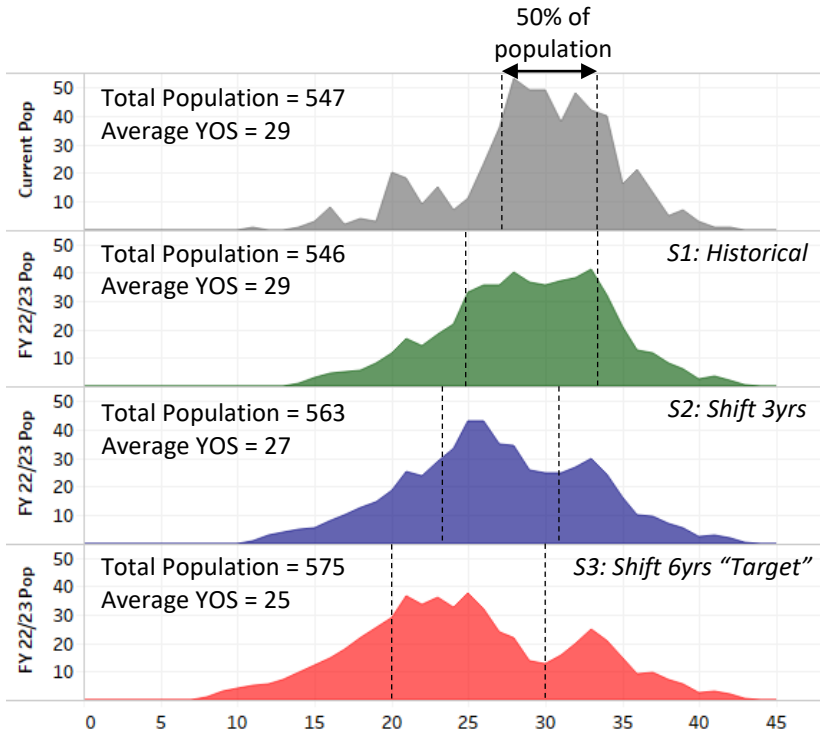 50% of
population
Current Pop
50
40
30
20
10
Total Population = 547
Average YOS = 29
FY 22/23 Pop
50
40
30
20
10
Total Population = 546
Average YOS = 29
S1: Historical
FY 22/23 Pop
50
40
30
20
10
Total Population = 563
Average YOS = 27
S2: Shift 3yrs
FY 22/23 Pop
50
40
30
20
10
Total Population = 575
Average YOS = 25
S3: Shift 6yrs “Target”
0 5 10 15 20 25 30 35 40 45